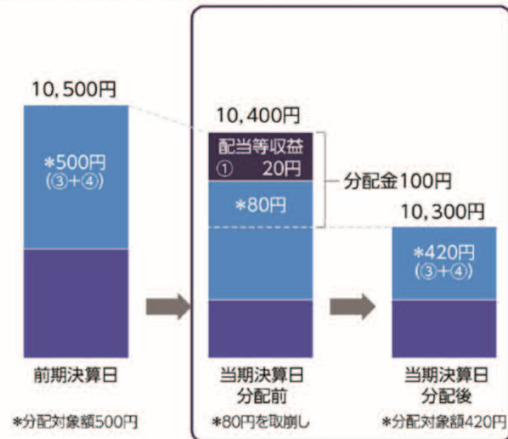 10,500円
*500円
(③+④)
前期決算日
*分配対象額500円
10,400円
配当等収益
① 20円
*80円
分配金100円
当期決算日
分配前
*80円を取崩し
10,300円
*420円
(③+④)
当期決算日
分配後
*分配対象額420円